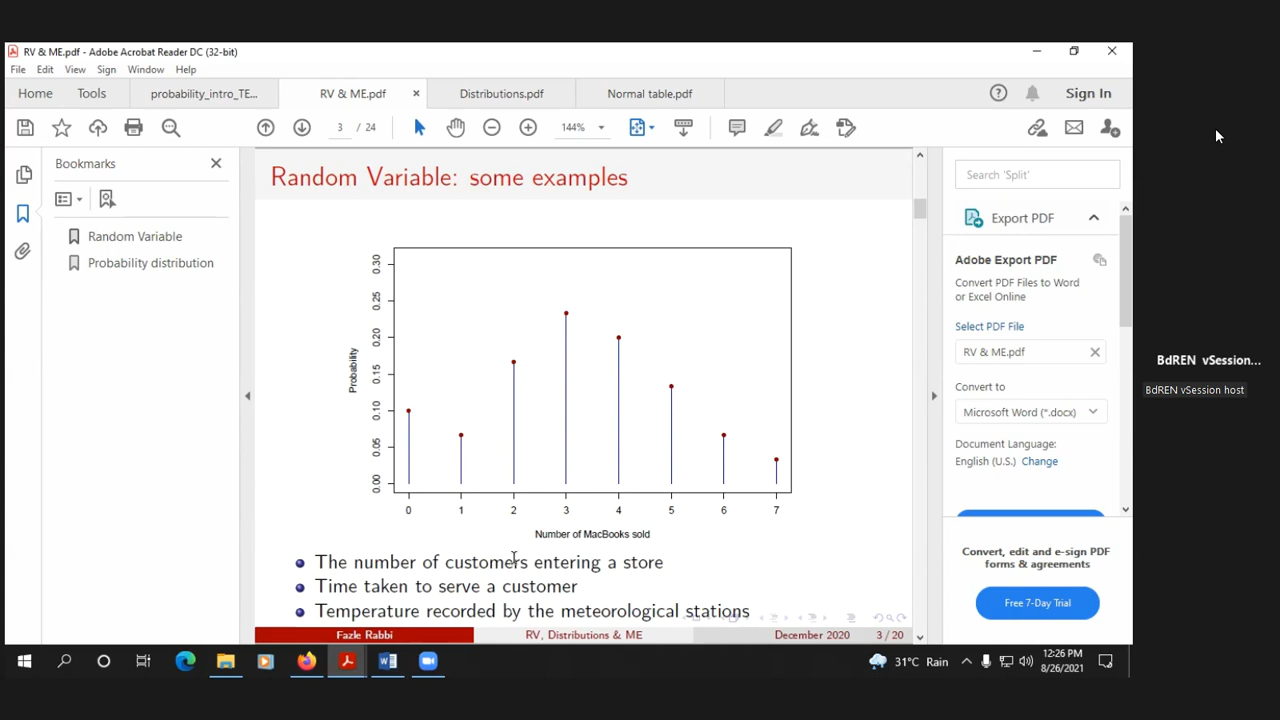 RV & ME.pdf - Adobe Acrobat Reader DC (32-bit)
File Edit View Sign Window Help
Home Tools probability_intro_TE... RV & ME.pdf × Distributions.pdf Normal table.pdf Sign In
3 / 24 144%
Bookmarks
Random Variable
Probability distribution
Random Variable: some examples
Probability
0.30
0.25
0.20
0.15
0.10
0.05
0.00
0 1 2 3 4 5 6 7
Number of MacBooks sold
The number of customers entering a store
Time taken to serve a customer
Temperature recorded by the meteorological stations
Fazle Rabbi RV, Distributions & ME December 2020 3 / 20
Search 'Split'
Export PDF
Adobe Export PDF
Convert PDF Files to Word
or Excel Online
Select PDF File
RV & ME.pdf
Convert to
Microsoft Word (*.docx)
Document Language:
English (U.S.) Change
Convert, edit and e-sign PDF
forms & agreements
Free 7-Day Trial
BdREN vSession...
BdREN vSession host
31°C Rain
12:26 PM
8/26/2021